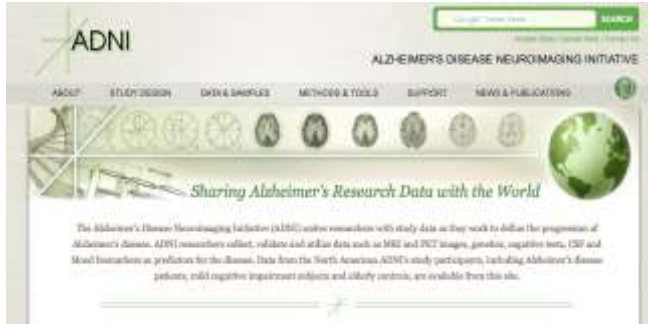 ADNI
SEARCH
ALZHEIMER'S DISEASE NEUROIMAGING INITIATIVE
ABOUT STUDY DESIGN DATA & SAMPLES METHODS & TOOLS SUPPORT NEWS & PUBLICATIONS
Sharing Alzheimer's Research Data with the World
The Alzheimer's Disease Neuroimaging Initiative (ADNI) unites researchers with study data as they work to define the progression of
Alzheimer's disease. ADNI researchers collect, validate and utilize data such as MRI and PET images, genetics, cognitive tests, CSF and
blood biomarkers as predictors for the disease. Data from the North American ADNI's study participants, including Alzheimer's disease
patients, mild cognitive impairment subjects and elderly controls, are available from this site.